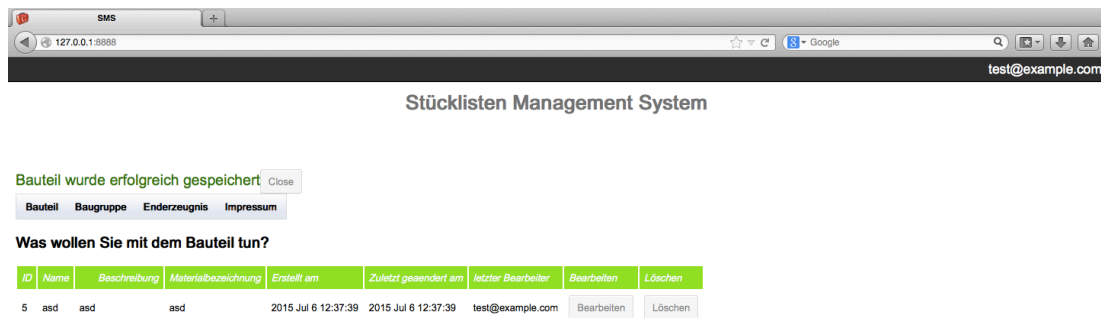 SMS
127.0.0.1:8888
Google
test@example.com
Stücklisten Management System
Bauteil wurde erfolgreich gespeichert Close
Bauteil Baugruppe Enderzeugnis Impressum
Was wollen Sie mit dem Bauteil tun?
ID Name Beschreibung Materialbezeichnung Erstellt am Zuletzt geaendert am letzter Bearbeiter Bearbeiten Löschen
5 asd asd asd 2015 Jul 6 12:37:39 2015 Jul 6 12:37:39 test@example.com Bearbeiten Löschen